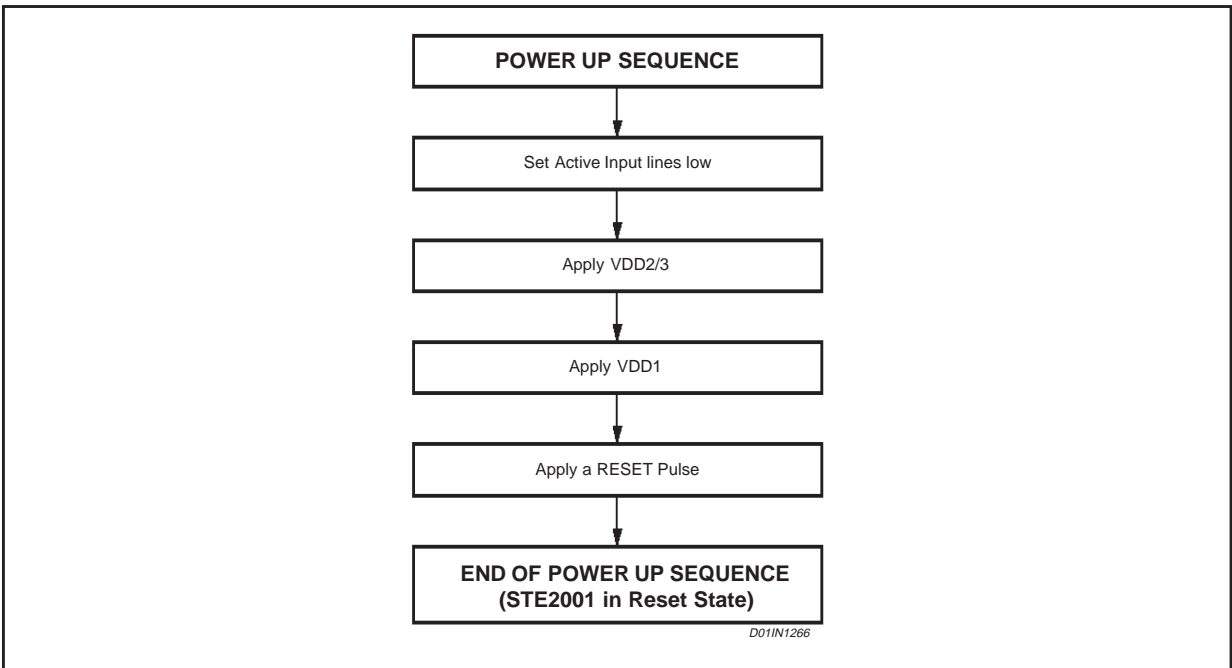 POWER UP SEQUENCE
Set Active Input lines low
Apply VDD2/3
Apply VDD1
Apply a RESET Pulse
END OF POWER UP SEQUENCE
(STE2001 in Reset State)
D01IN1266